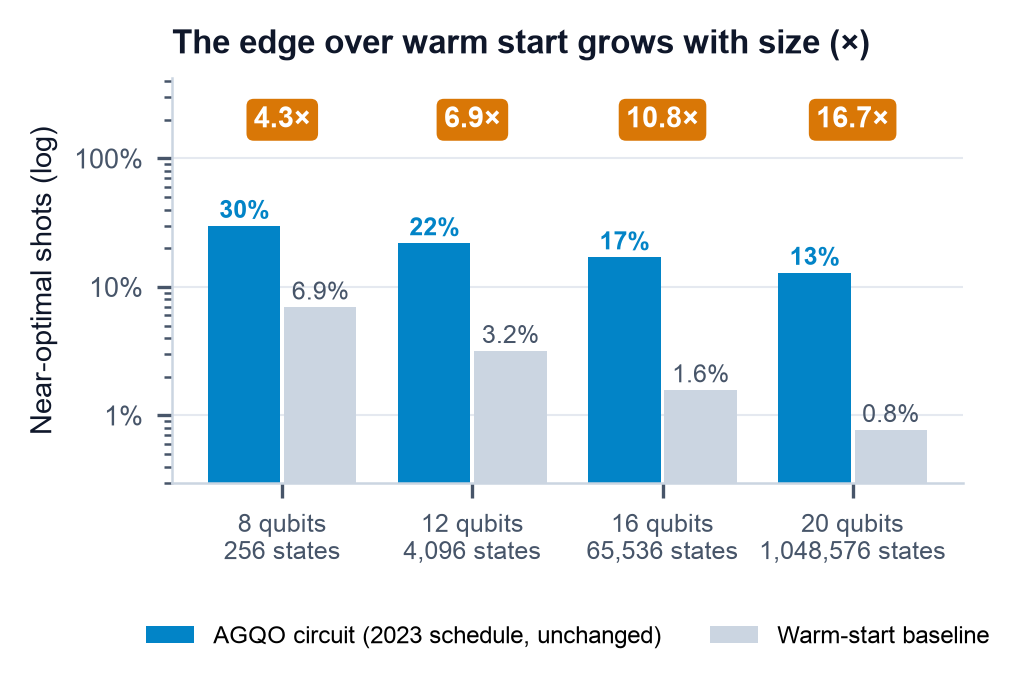 The edge over warm start grows with size (×)
Near-optimal shots (log)
100%
10%
1%
4.3×
6.9×
10.8×
16.7×
30%
6.9%
22%
3.2%
17%
1.6%
13%
0.8%
8 qubits
256 states
12 qubits
4,096 states
16 qubits
65,536 states
20 qubits
1,048,576 states
AGQO circuit (2023 schedule, unchanged)
Warm-start baseline